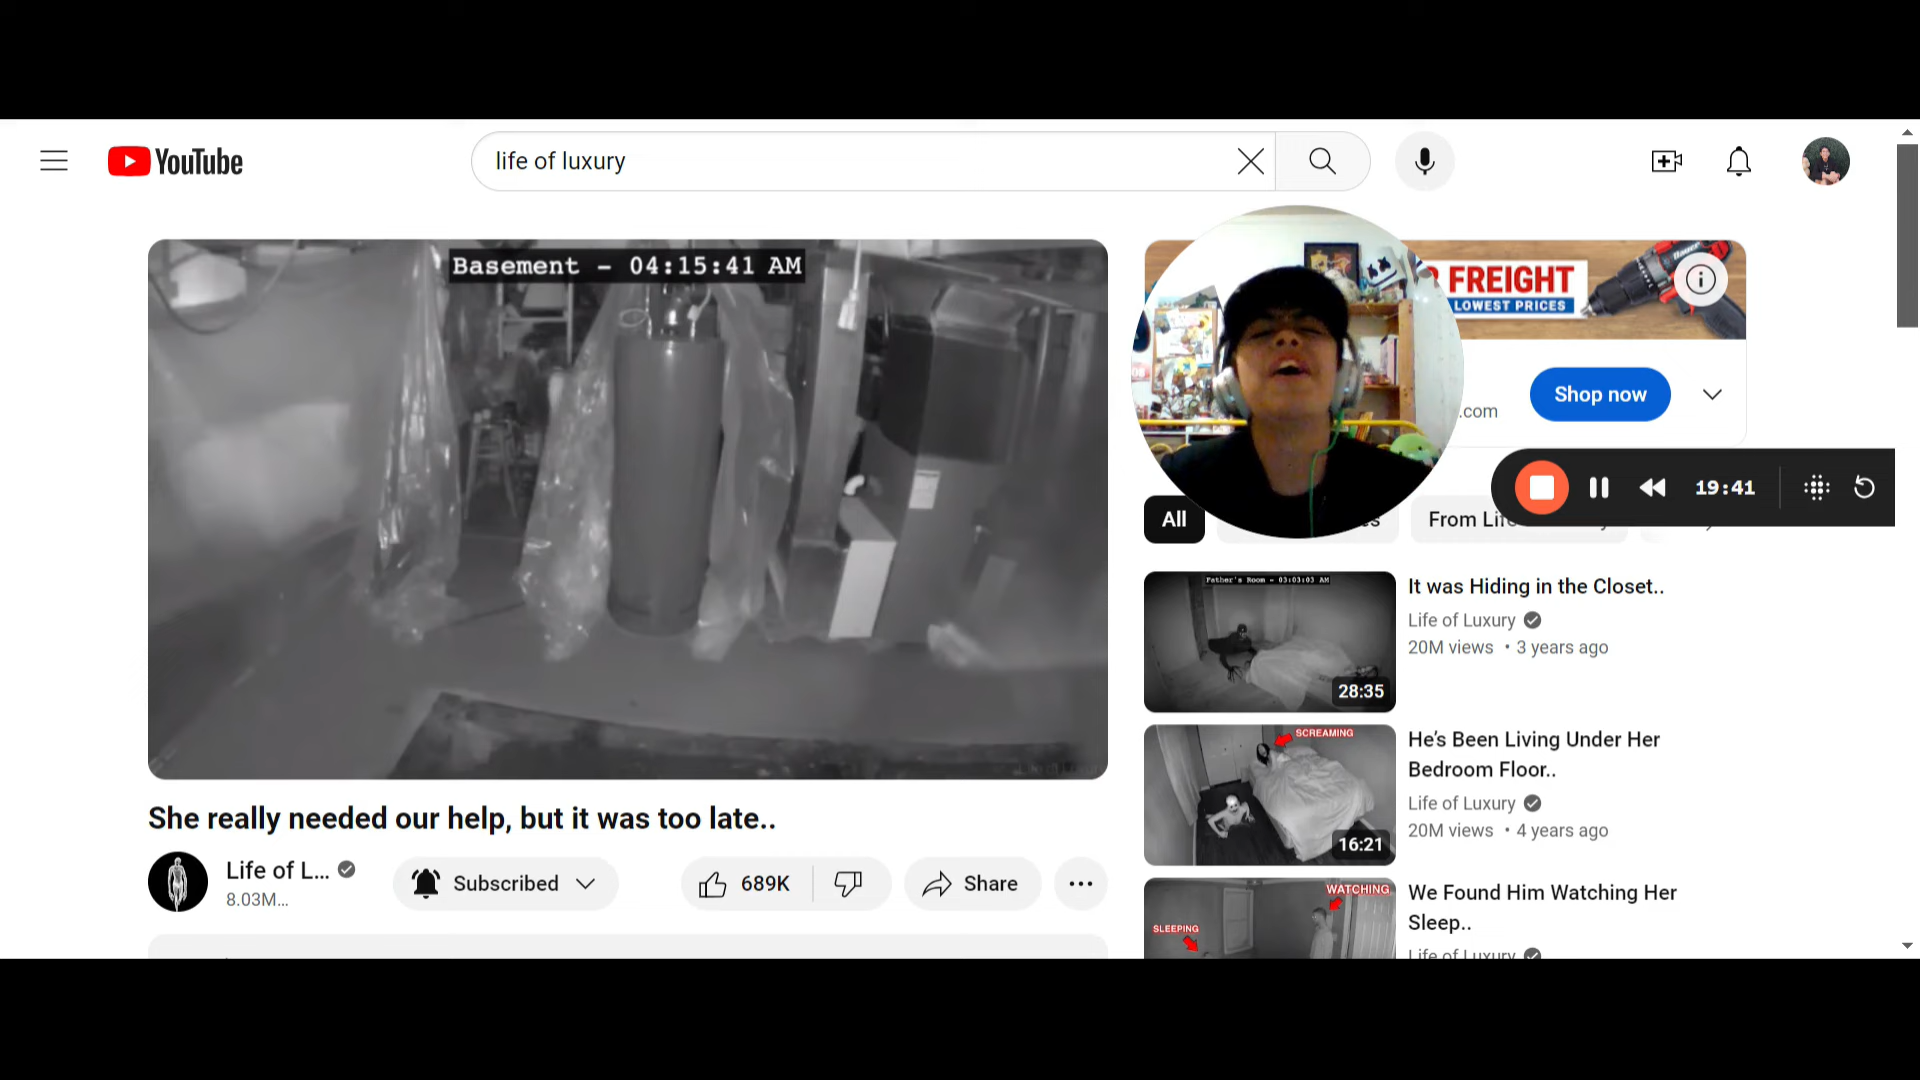 YouTube
life of luxury
Basement - 04:15:41 AM
FREIGHT
LOWEST PRICES
.com
Shop now
19:41
All
From Life
Father's Room - 03:03:03 AM
28:35
It was Hiding in the Closet..
Life of Luxury
20M views • 3 years ago
SCREAMING
16:21
He's Been Living Under Her
Bedroom Floor..
Life of Luxury
20M views • 4 years ago
WATCHING
SLEEPING
We Found Him Watching Her
Sleep..
Life of Luxury
She really needed our help, but it was too late..
Life of L...
8.03M...
Subscribed
689K
Share